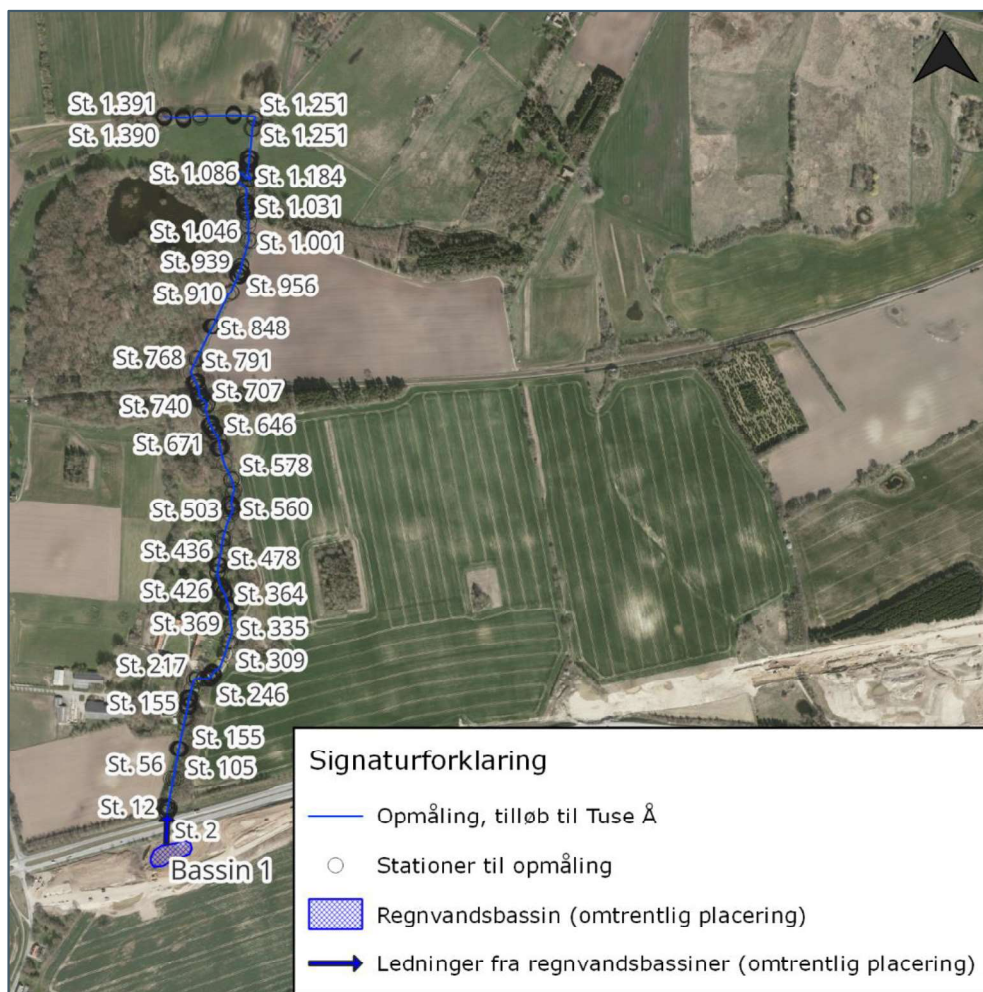 St. 1.391
St. 1.251
St. 1.390
St. 1.251
St. 1.086
St. 1.184
St. 1.031
St. 1.046
St. 1.001
St. 939
St. 956
St. 910
St. 848
St. 768
St. 791
St. 707
St. 740
St. 646
St. 671
St. 578
St. 503
St. 560
St. 436
St. 478
St. 426
St. 364
St. 369
St. 335
St. 309
St. 217
St. 246
St. 155
St. 155
St. 56
St. 105
St. 12
St. 2
Bassin 1
Signaturforklaring
Opmåling, tilløb til Tuse Å
Stationer til opmåling
Regnvandsbassin (omtrentlig placering)
Ledninger fra regnvandsbassiner (omtrentlig placering)